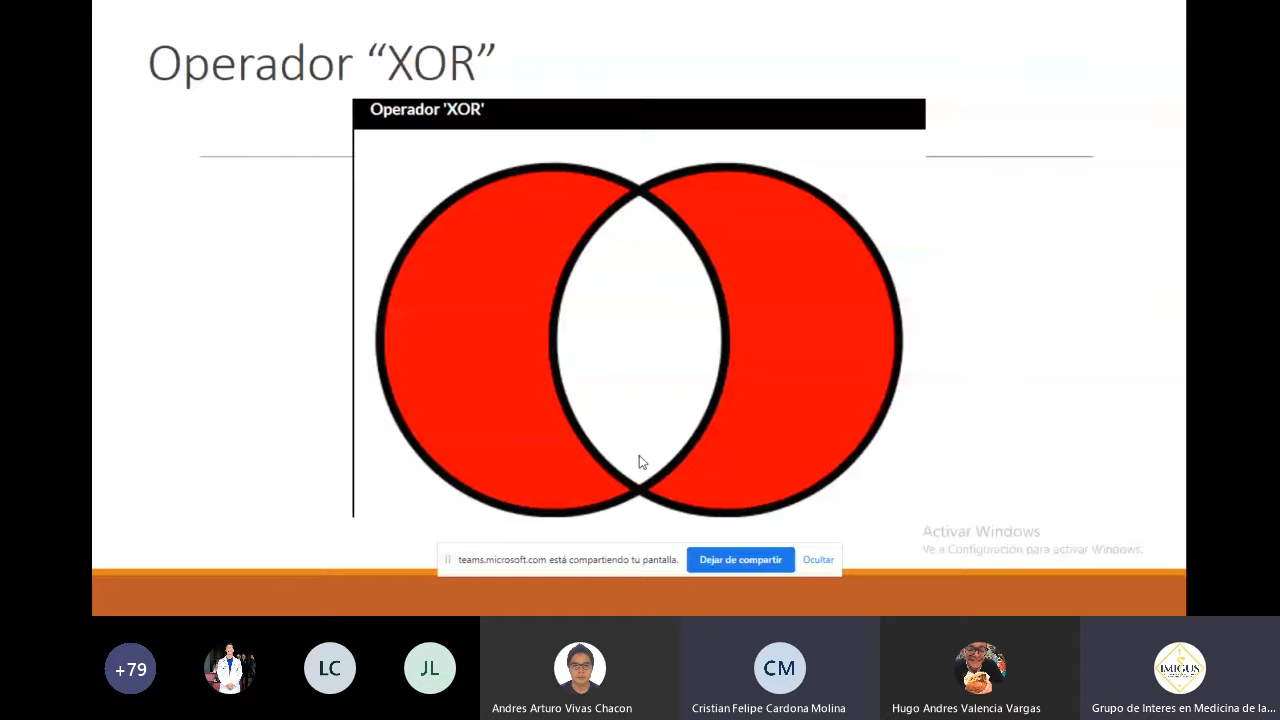 Operador “XOR”
Operador 'XOR'
Activar Windows
Ve a Configuración para activar Windows.
teams.microsoft.com está compartiendo tu pantalla.
Dejar de compartir
Ocultar
+79
LC
JL
CM
IMIGUS
Andres Arturo Vivas Chacon
Cristian Felipe Cardona Molina
Hugo Andres Valencia Vargas
Grupo de Interes en Medicina de la...